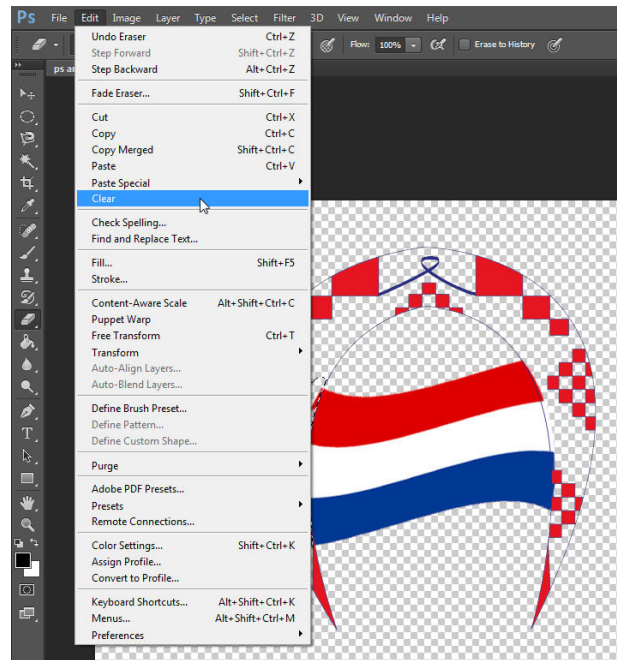 Ps File Edit Image Layer Type Select Filter 3D View Window Help
Flow: 100% Erase to History
ps
Undo Eraser Ctrl+Z
Step Forward Shift+Ctrl+Z
Step Backward Alt+Ctrl+Z
Fade Eraser... Shift+Ctrl+F
Cut Ctrl+X
Copy Ctrl+C
Copy Merged Shift+Ctrl+C
Paste Ctrl+V
Paste Special
Clear
Check Spelling...
Find and Replace Text...
Fill... Shift+F5
Stroke...
Content-Aware Scale Alt+Shift+Ctrl+C
Puppet Warp
Free Transform Ctrl+T
Transform
Auto-Align Layers...
Auto-Blend Layers...
Define Brush Preset...
Define Pattern...
Define Custom Shape...
Purge
Adobe PDF Presets...
Presets
Remote Connections...
Color Settings... Shift+Ctrl+K
Assign Profile...
Convert to Profile...
Keyboard Shortcuts... Alt+Shift+Ctrl+K
Menus... Alt+Shift+Ctrl+M
Preferences